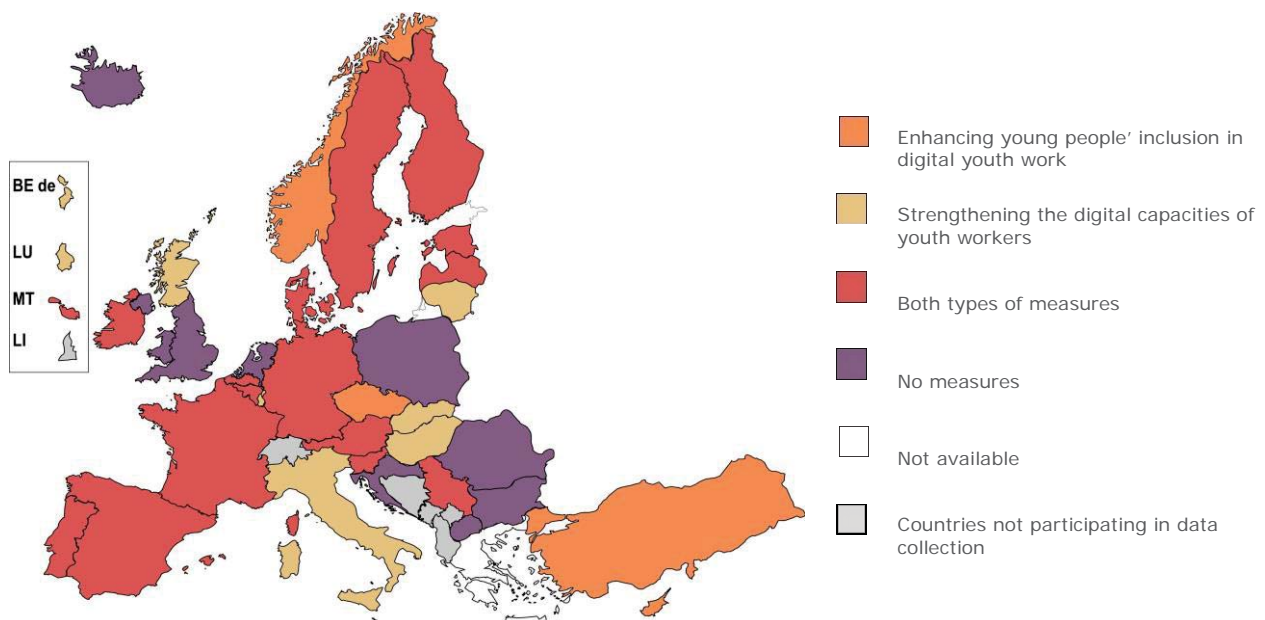 BE de
LU
MT
LI
Enhancing young people' inclusion in
digital youth work
Strengthening the digital capacities of
youth workers
Both types of measures
No measures
Not available
Countries not participating in data
collection